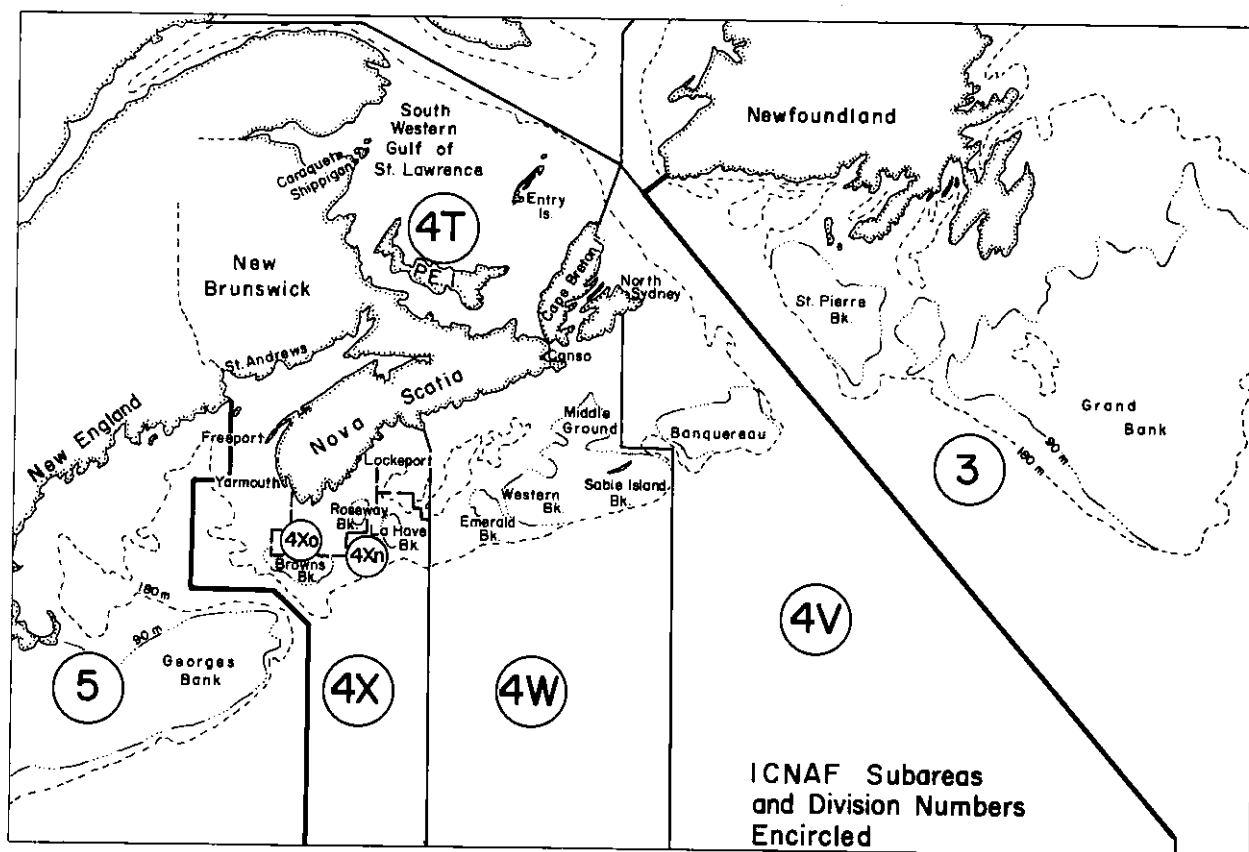 South
Western
Gulf of
St. Lawrence
Newfoundland
Caraquet
Shippigan
Entry
Is.
4T
P.E.I.
New
Brunswick
Cape Breton
North
Sydney
St. Pierre
Bk.
St. Andrews
Canso
Nova Scotia
New England
Middle
Ground
Banquereau
Grand
Bank
Freeport
Lockeport
90 m
180 m
3
Yarmouth
Sable Island
Bk.
Western
Bk.
Roseway
Bk.
Emerald
Bk.
La Have
Bk.
4Xo
4Xn
Browns
Bk.
180 m
90 m
4V
Georges
Bank
5
4X
4W
ICNAF Subareas
and Division Numbers
Encircled